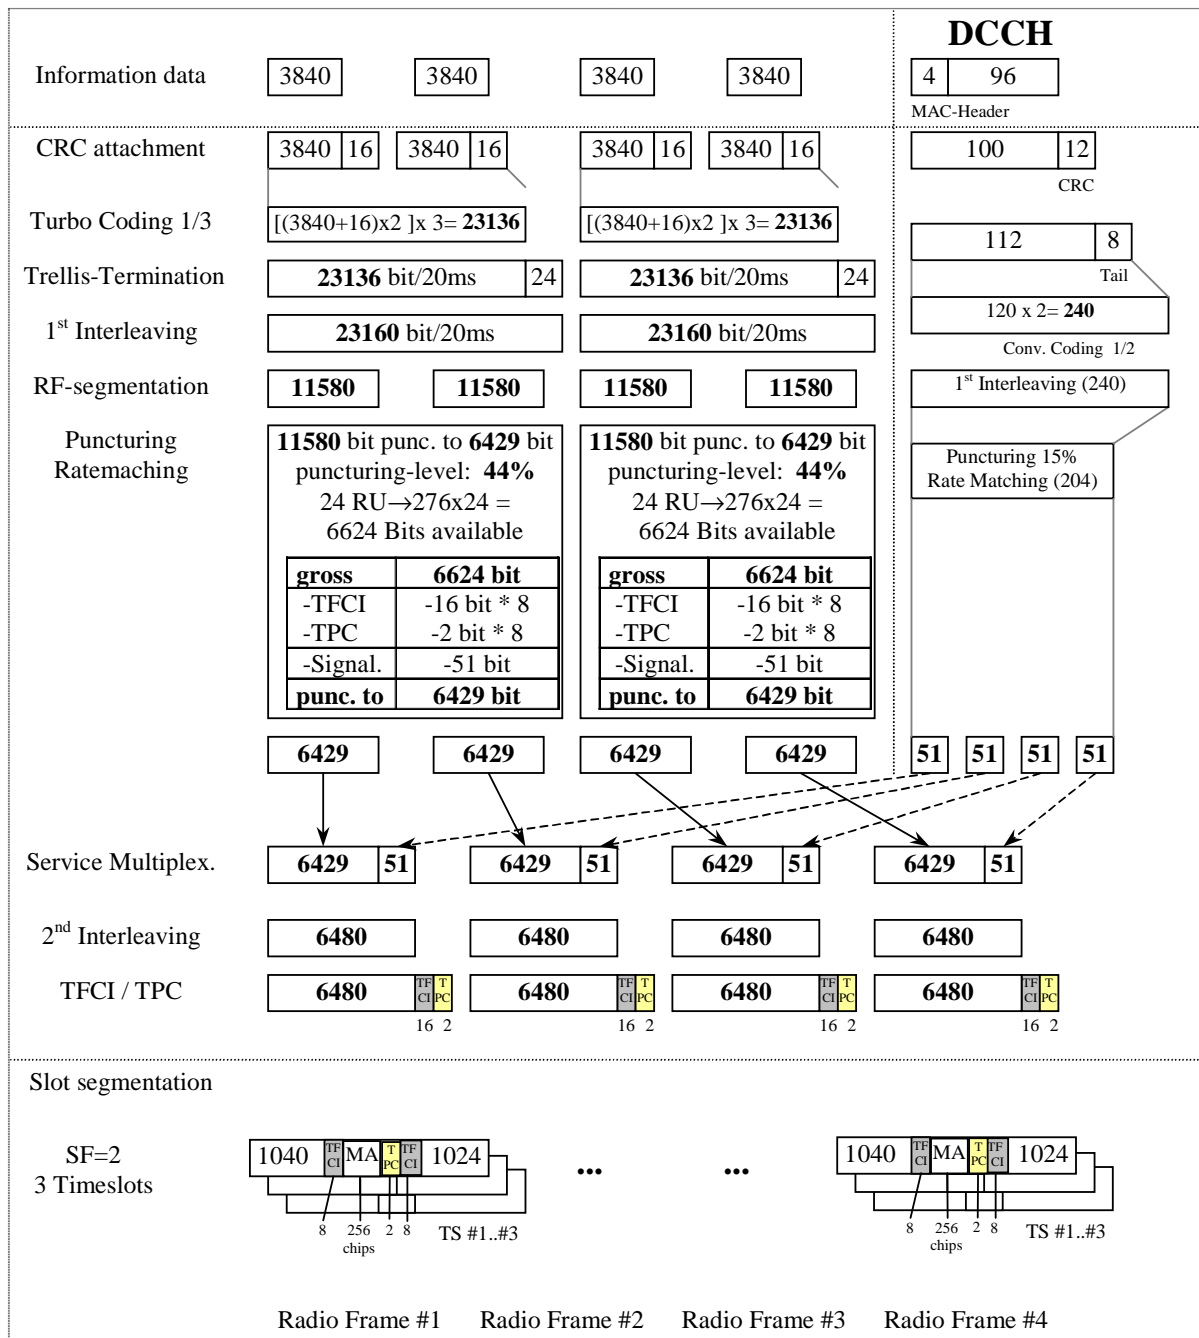 DCCH
Information data 3840 3840 3840 3840 4 96
MAC-Header
CRC attachment 3840 16 3840 16 3840 16 3840 16 100 12
CRC
Turbo Coding 1/3 [(3840+16)x2 ]x 3= 23136 [(3840+16)x2 ]x 3= 23136
112 8
Trellis-Termination 23136 bit/20ms 24 23136 bit/20ms 24
Tail
120 x 2= 240
1st Interleaving 23160 bit/20ms 23160 bit/20ms
Conv. Coding 1/2
RF-segmentation 11580 11580 11580 11580 1st Interleaving (240)
Puncturing 11580 bit punc. to 6429 bit 11580 bit punc. to 6429 bit
Ratemaching puncturing-level: 44% puncturing-level: 44%
Puncturing 15%
Rate Matching (204)
24 RU→276x24 = 24 RU→276x24 =
6624 Bits available 6624 Bits available
gross 6624 bit gross 6624 bit
-TFCI -16 bit * 8 -TFCI -16 bit * 8
-TPC -2 bit * 8 -TPC -2 bit * 8
-Signal. -51 bit -Signal. -51 bit
punc. to 6429 bit punc. to 6429 bit
6429 6429 6429 6429 51 51 51 51
Service Multiplex. 6429 51 6429 51 6429 51 6429 51
2nd Interleaving 6480 6480 6480 6480
TFCI / TPC 6480 TF CI T PC 6480 TF CI T PC 6480 TF CI T PC 6480 TF CI T PC
16 2 16 2 16 2 16 2
Slot segmentation
SF=2
3 Timeslots
1040 TF CI MA T PC TF CI 1024 ... ... 1040 TF CI MA T PC TF CI 1024
8 256 2 8 TS #1..#3 8 256 2 8 TS #1..#3
chips chips
Radio Frame #1 Radio Frame #2 Radio Frame #3 Radio Frame #4